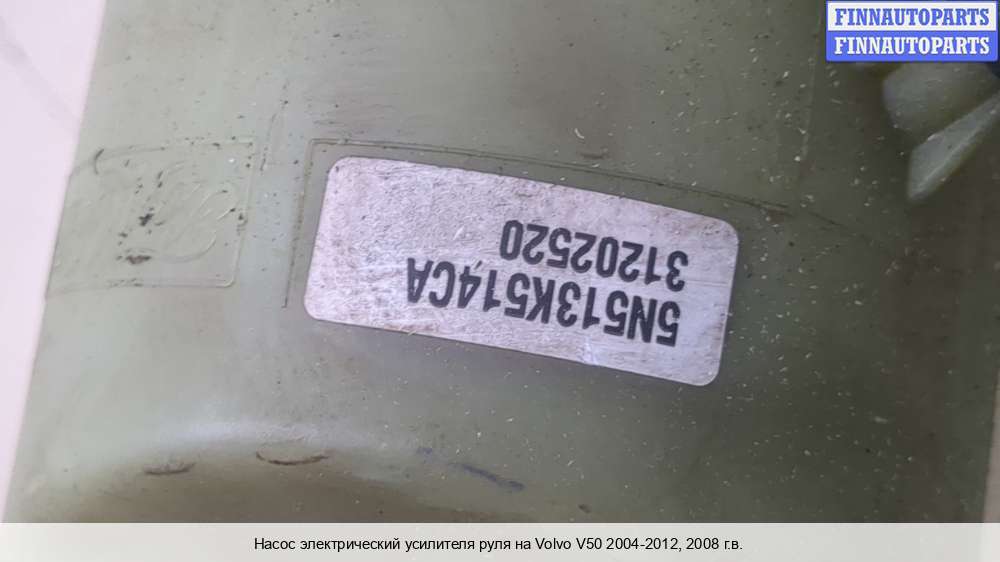 FINNAUTOPARTS
FINNAUTOPARTS
5N513K514CA
31202520
Насос электрический усилителя руля на Volvo V50 2004-2012, 2008 г.в.